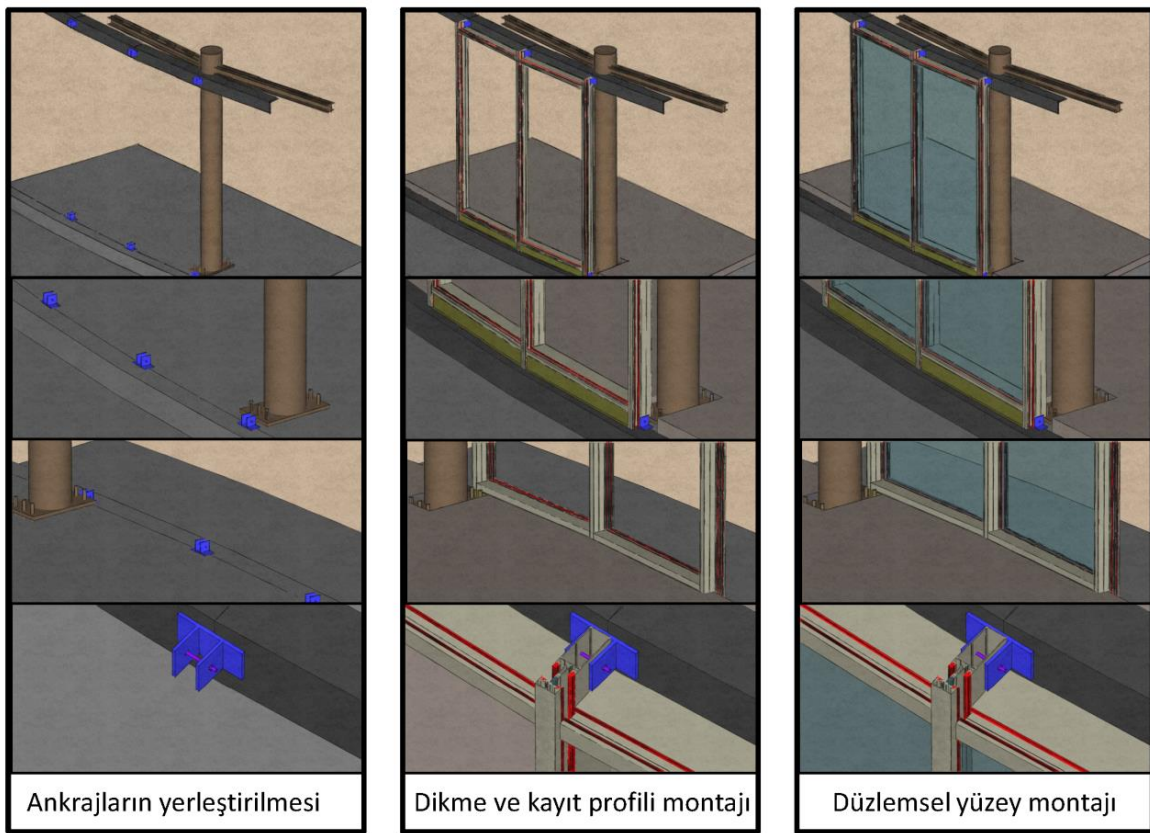 Ankrajların yerleştirilmesi
Dikme ve kayıt profili montajı
Düzlemsel yüzey montajı